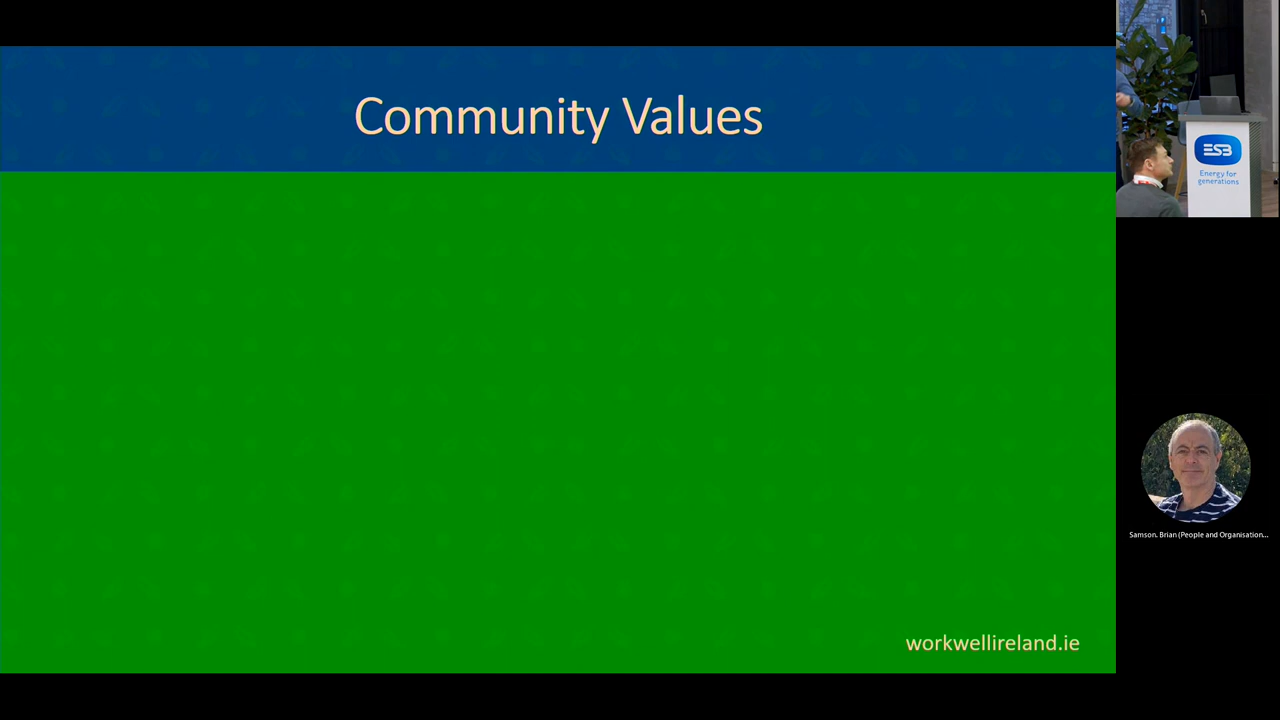 Community Values
workwellireland.ie
ESB
Energy for
generations
Samson. Brian (People and Organisation...